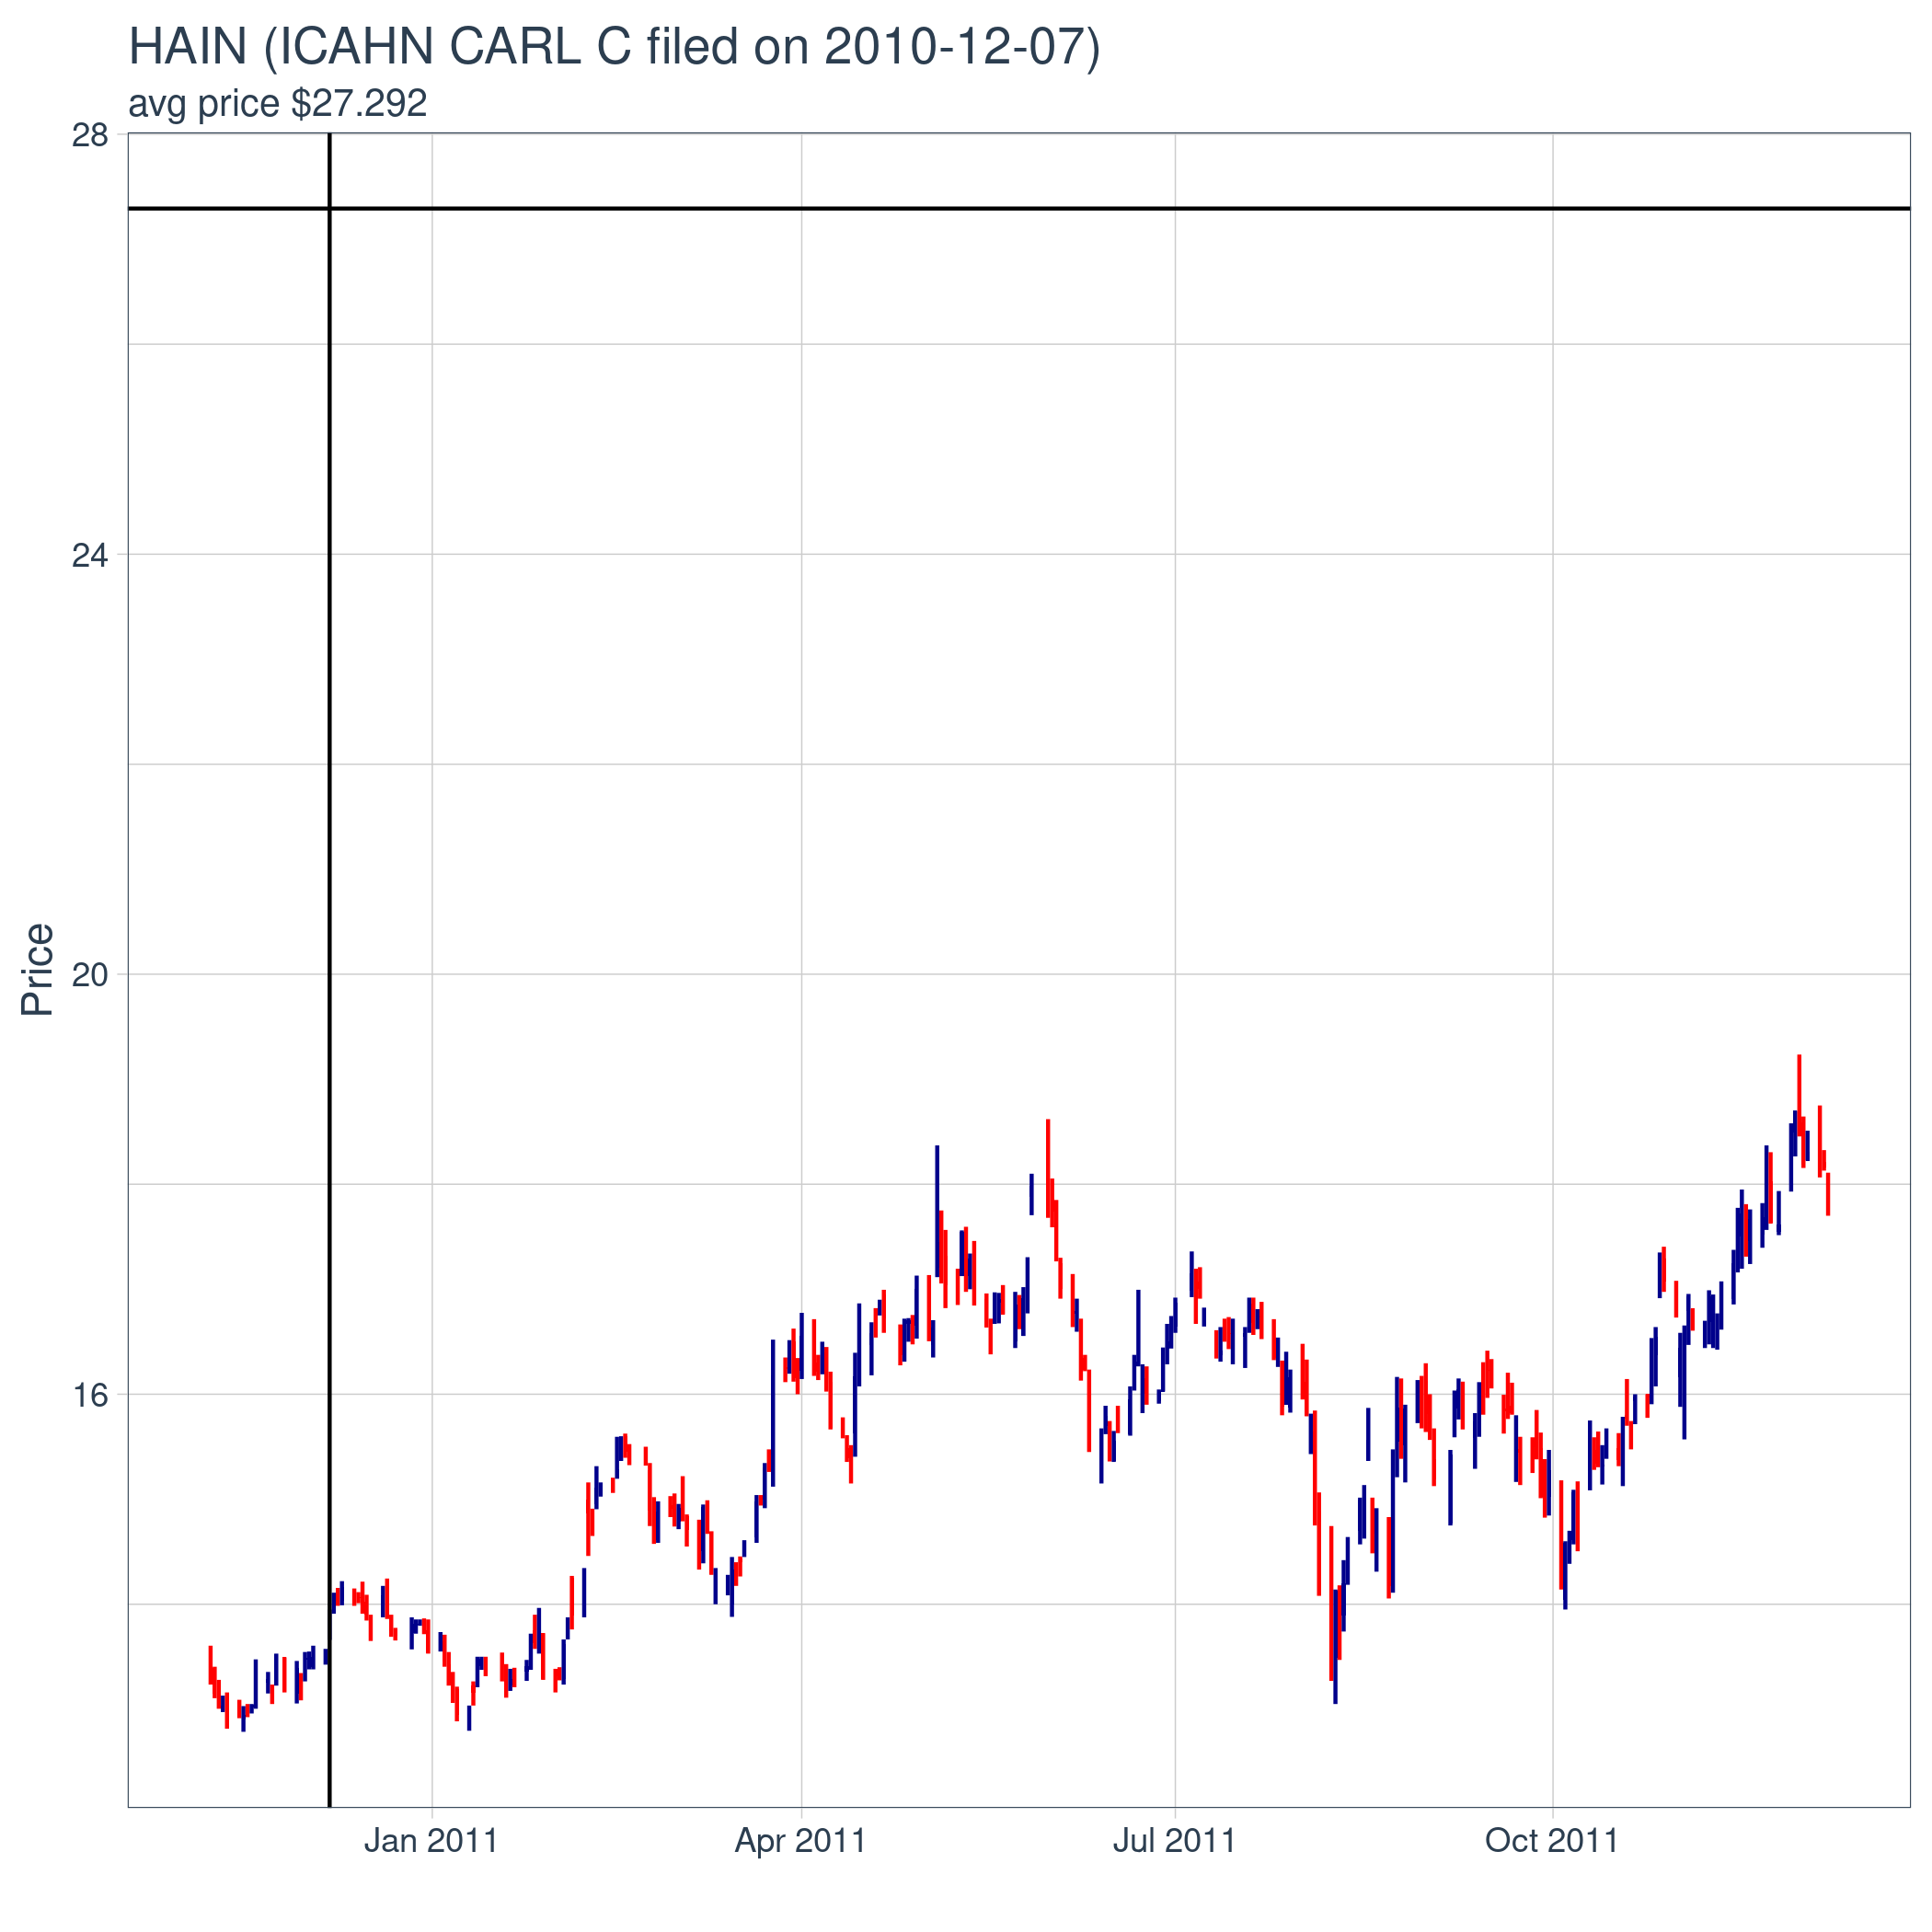 HAIN (ICAHN CARL C filed on 2010-12-07)
avg price $27.292
28
24
20
16
Price
Jan 2011
Apr 2011
Jul 2011
Oct 2011